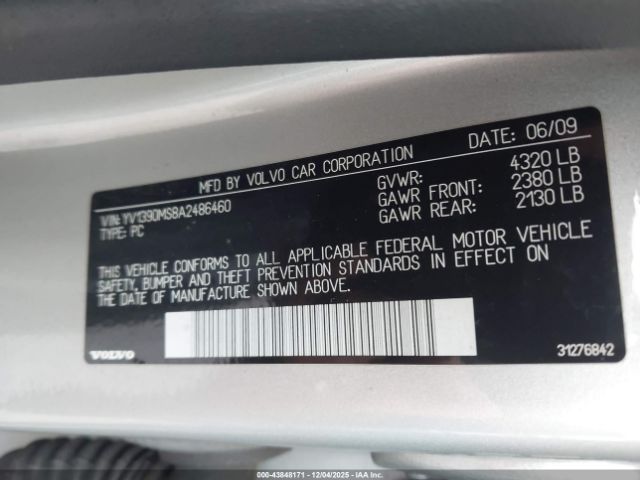 MFD BY VOLVO CAR CORPORATION
DATE: 06/09
VIN: YV1390MS8A2486460
TYPE: PC
GVWR: 4320 LB
GAWR FRONT: 2380 LB
GAWR REAR: 2130 LB
THIS VEHICLE CONFORMS TO ALL APPLICABLE FEDERAL MOTOR VEHICLE
SAFETY, BUMPER AND THEFT PREVENTION STANDARDS IN EFFECT ON
THE DATE OF MANUFACTURE SHOWN ABOVE.
VOLVO
31276842
000-43848171 - 12/04/2025 - IAAI.COM